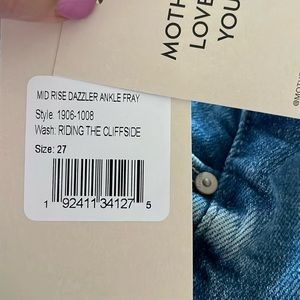 MOTH
LOVE
YOU
@MOTH
MID RISE DAZZLER ANKLE FRAY
Style: 1906-1008
Wash: RIDING THE CLIFFSIDE
Size: 27
1 92411 34127 5